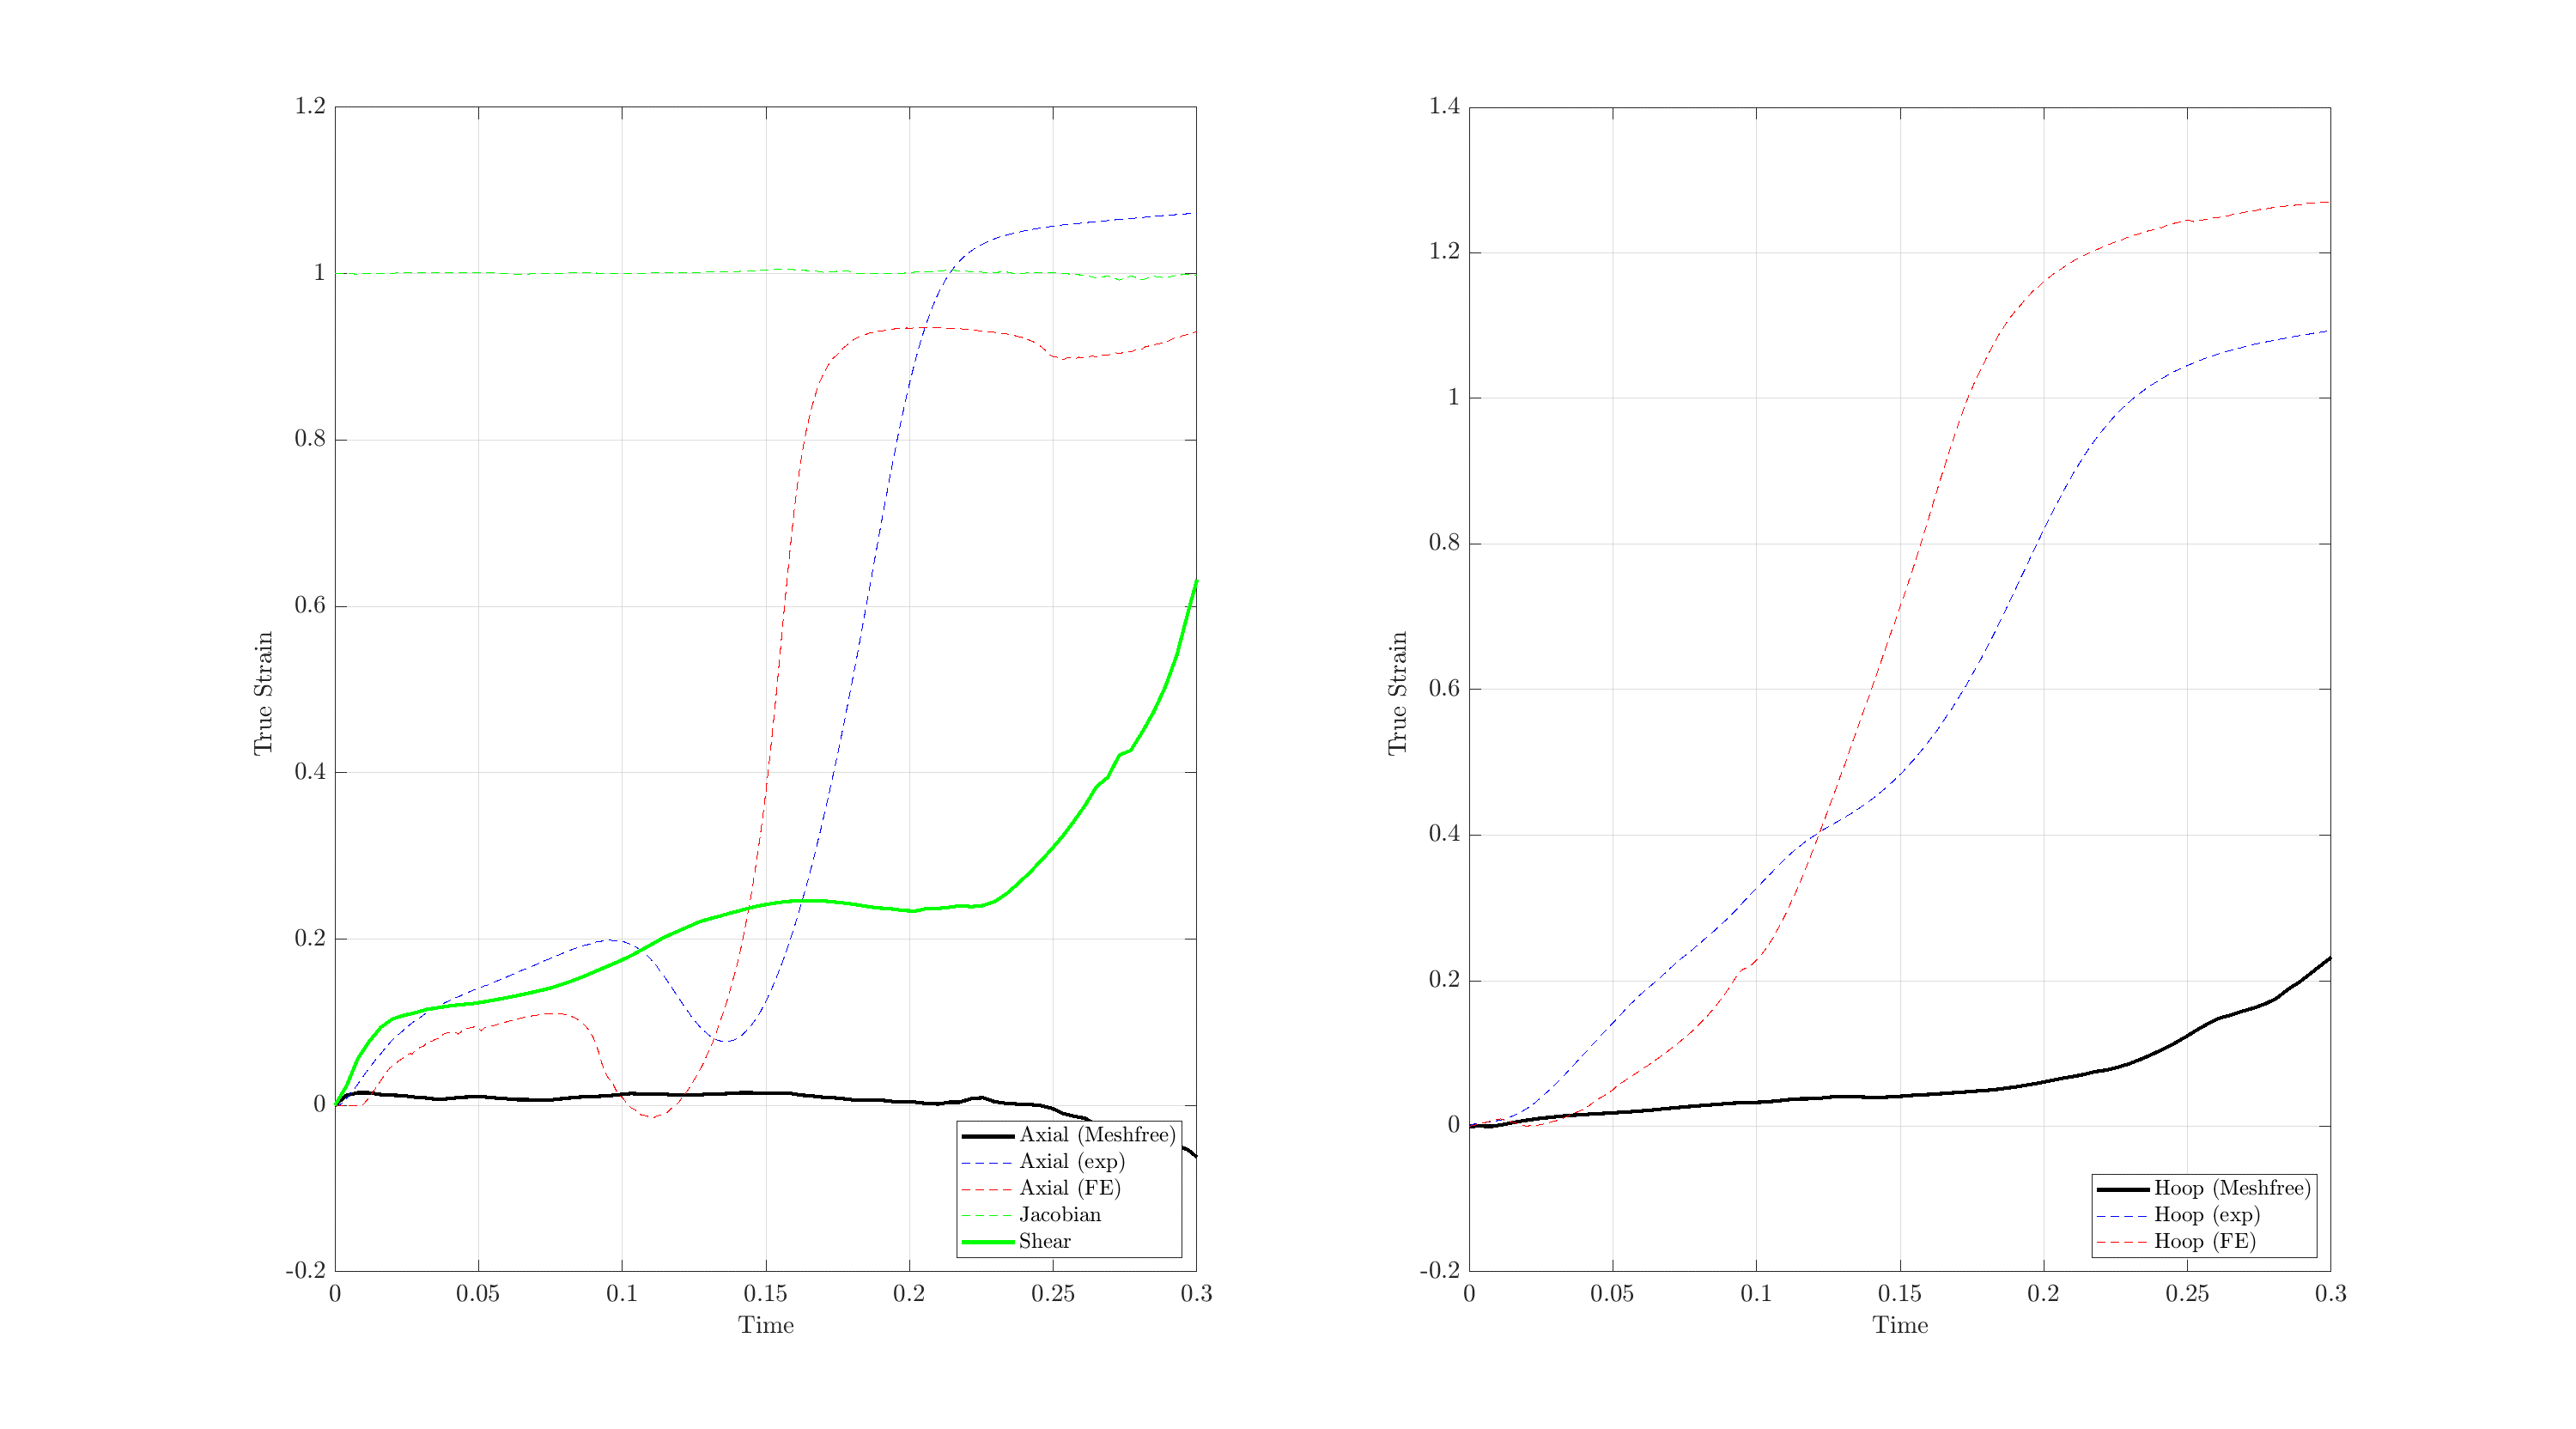 1.2
1
0.8
0.6
0.4
0.2
0
-0.2
True Strain
0 0.05 0.1 0.15 0.2 0.25 0.3
Time
Axial (Meshfree)
Axial (exp)
Axial (FE)
Jacobian
Shear
1.4
1.2
1
0.8
0.6
0.4
0.2
0
-0.2
True Strain
0 0.05 0.1 0.15 0.2 0.25 0.3
Time
Hoop (Meshfree)
Hoop (exp)
Hoop (FE)